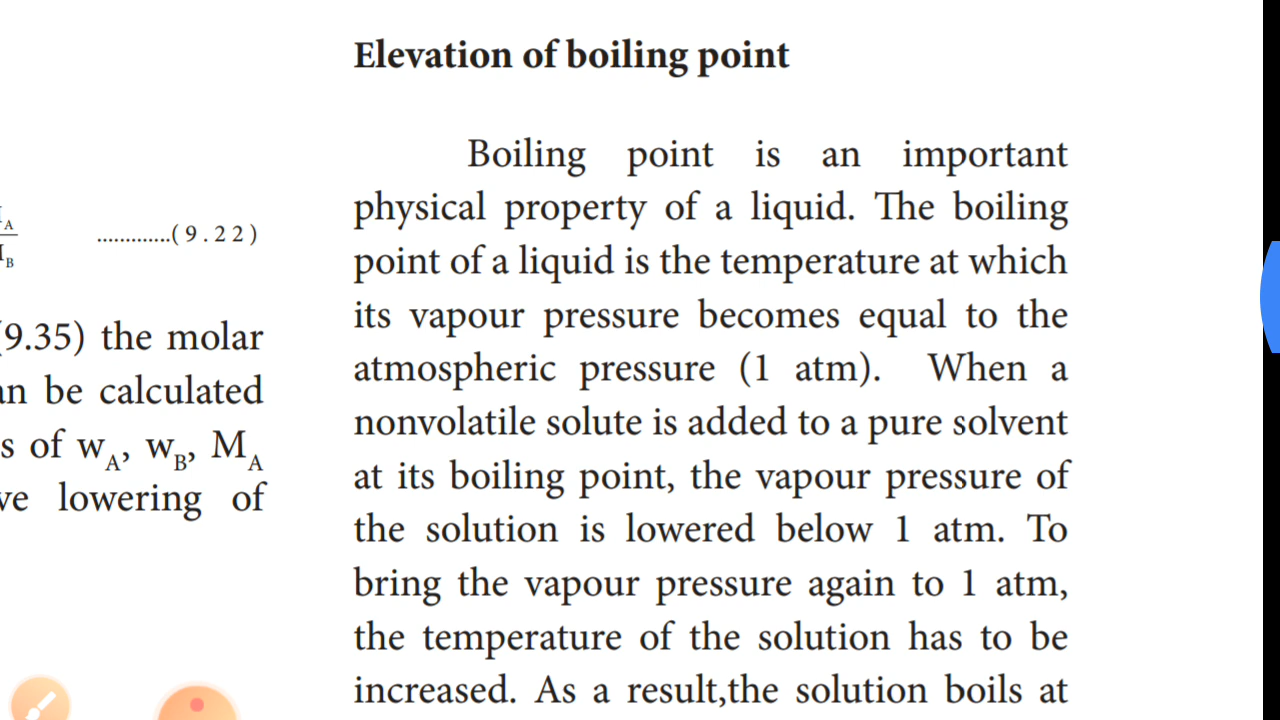 A
............(9.22)
B
(9.35) the molar
be calculated
of w_A, w_B, M_A
lowering of
Elevation of boiling point
Boiling point is an important
physical property of a liquid. The boiling
point of a liquid is the temperature at which
its vapour pressure becomes equal to the
atmospheric pressure (1 atm). When a
nonvolatile solute is added to a pure solvent
at its boiling point, the vapour pressure of
the solution is lowered below 1 atm. To
bring the vapour pressure again to 1 atm,
the temperature of the solution has to be
increased. As a result,the solution boils at